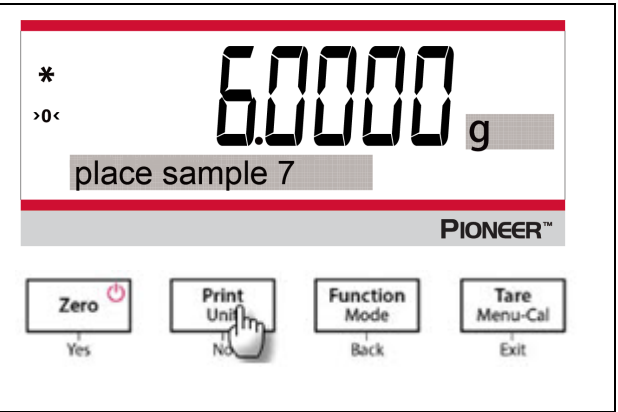 *
6.0000 g
>0<
place sample 7
PIONEER™
Zero Print Function Tare
Unit Mode Menu-Cal
Yes No Back Exit